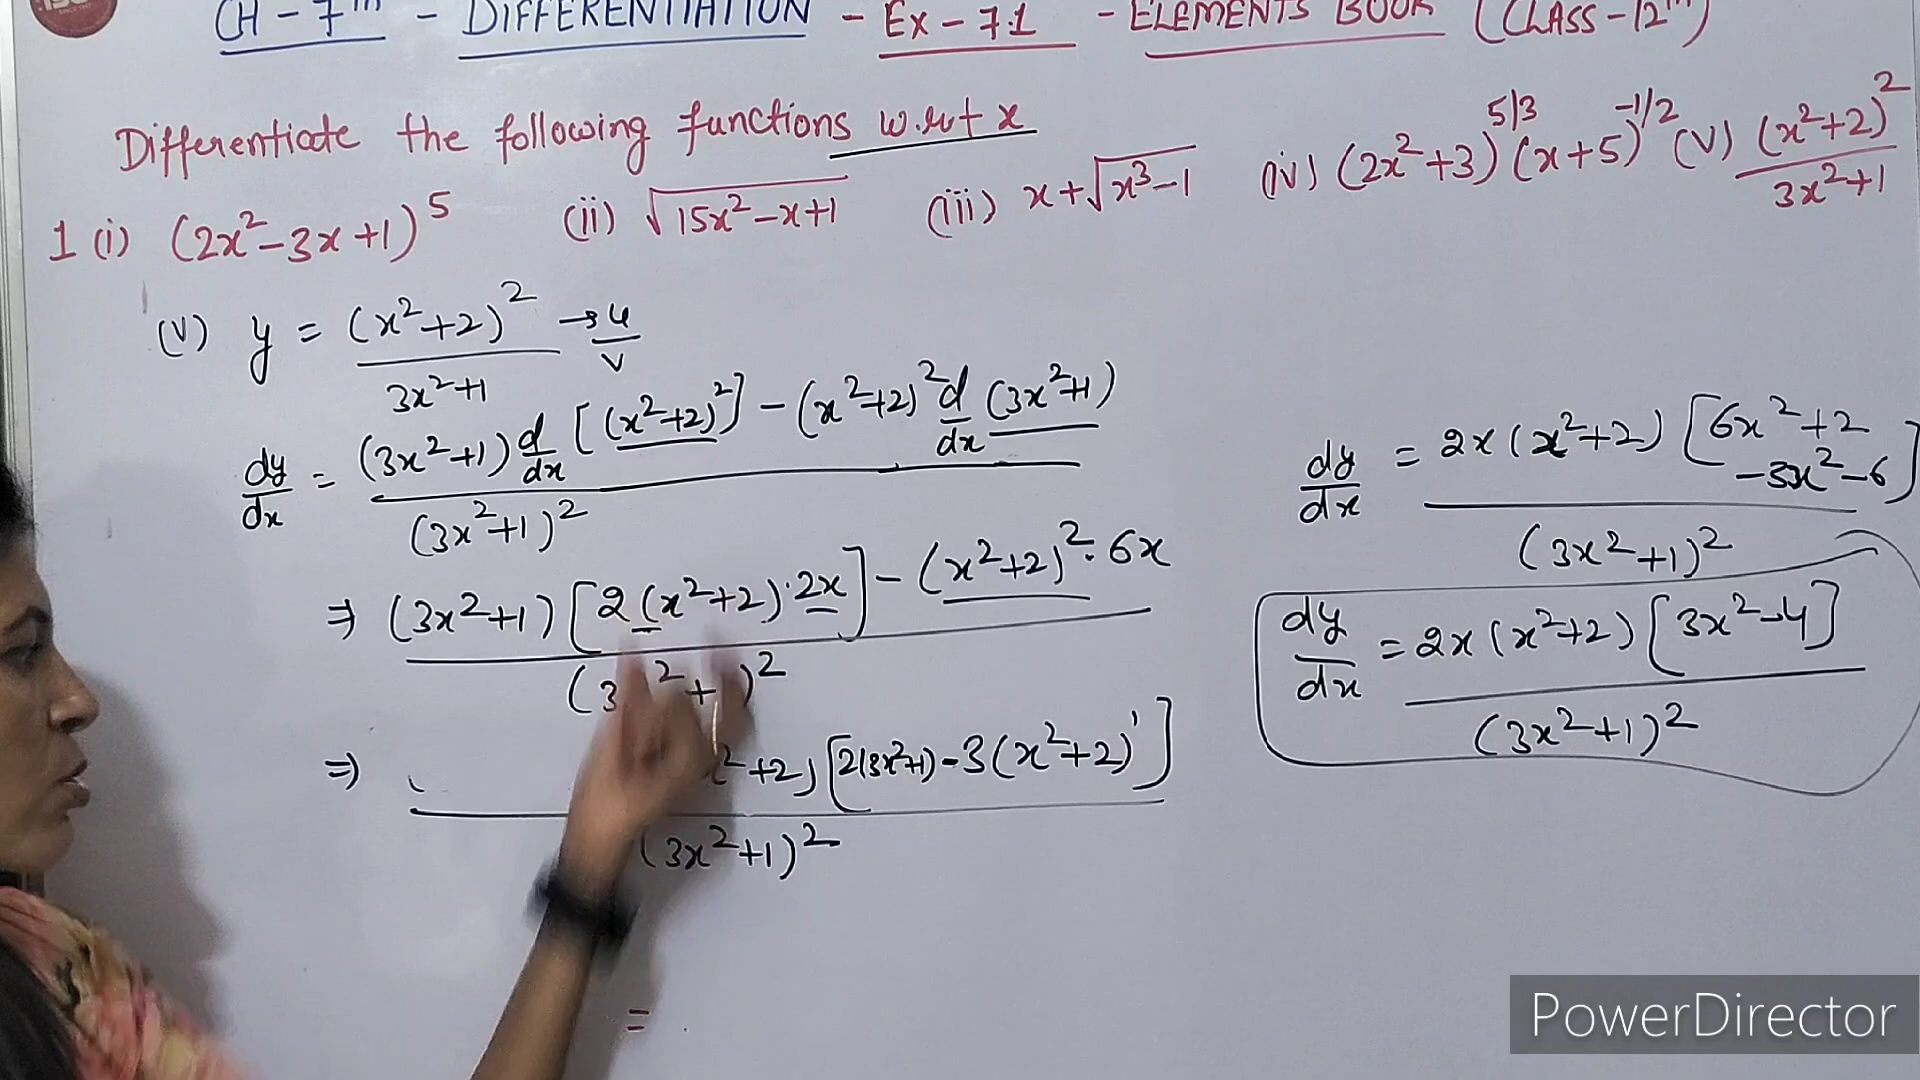 CH - 7th - DIFFERENTIATION - Ex - 7.1 - ELEMENTS BOOK (CLASS-12th)
Differentiate the following functions w.r.t x
1 (i) (2x²-3x+1)⁵ (ii) √(15x²-x+1) (iii) x+√(x³-1) (iv) (2x²+3)^(5/3) (x+5)^(-1/2) (V) (x²+2)²/(3x²+1)
(V) y = (x²+2)²/(3x²+1) → u/v
dy/dx = ((3x²+1) d/dx [(x²+2)²] - (x²+2)² d/dx (3x²+1))/(3x²+1)²
⇒ ((3x²+1) [2(x²+2)·2x] - (x²+2)²·6x)/(3x²+1)²
⇒ x²+2) [2(3x²+1) - 3(x²+2)¹]/(3x²+1)²
=
dy/dx = 2x(x²+2) [6x²+2 -3x²-6]/(3x²+1)²
dy/dx = 2x(x²+2) [3x²-4]/(3x²+1)²
PowerDirector